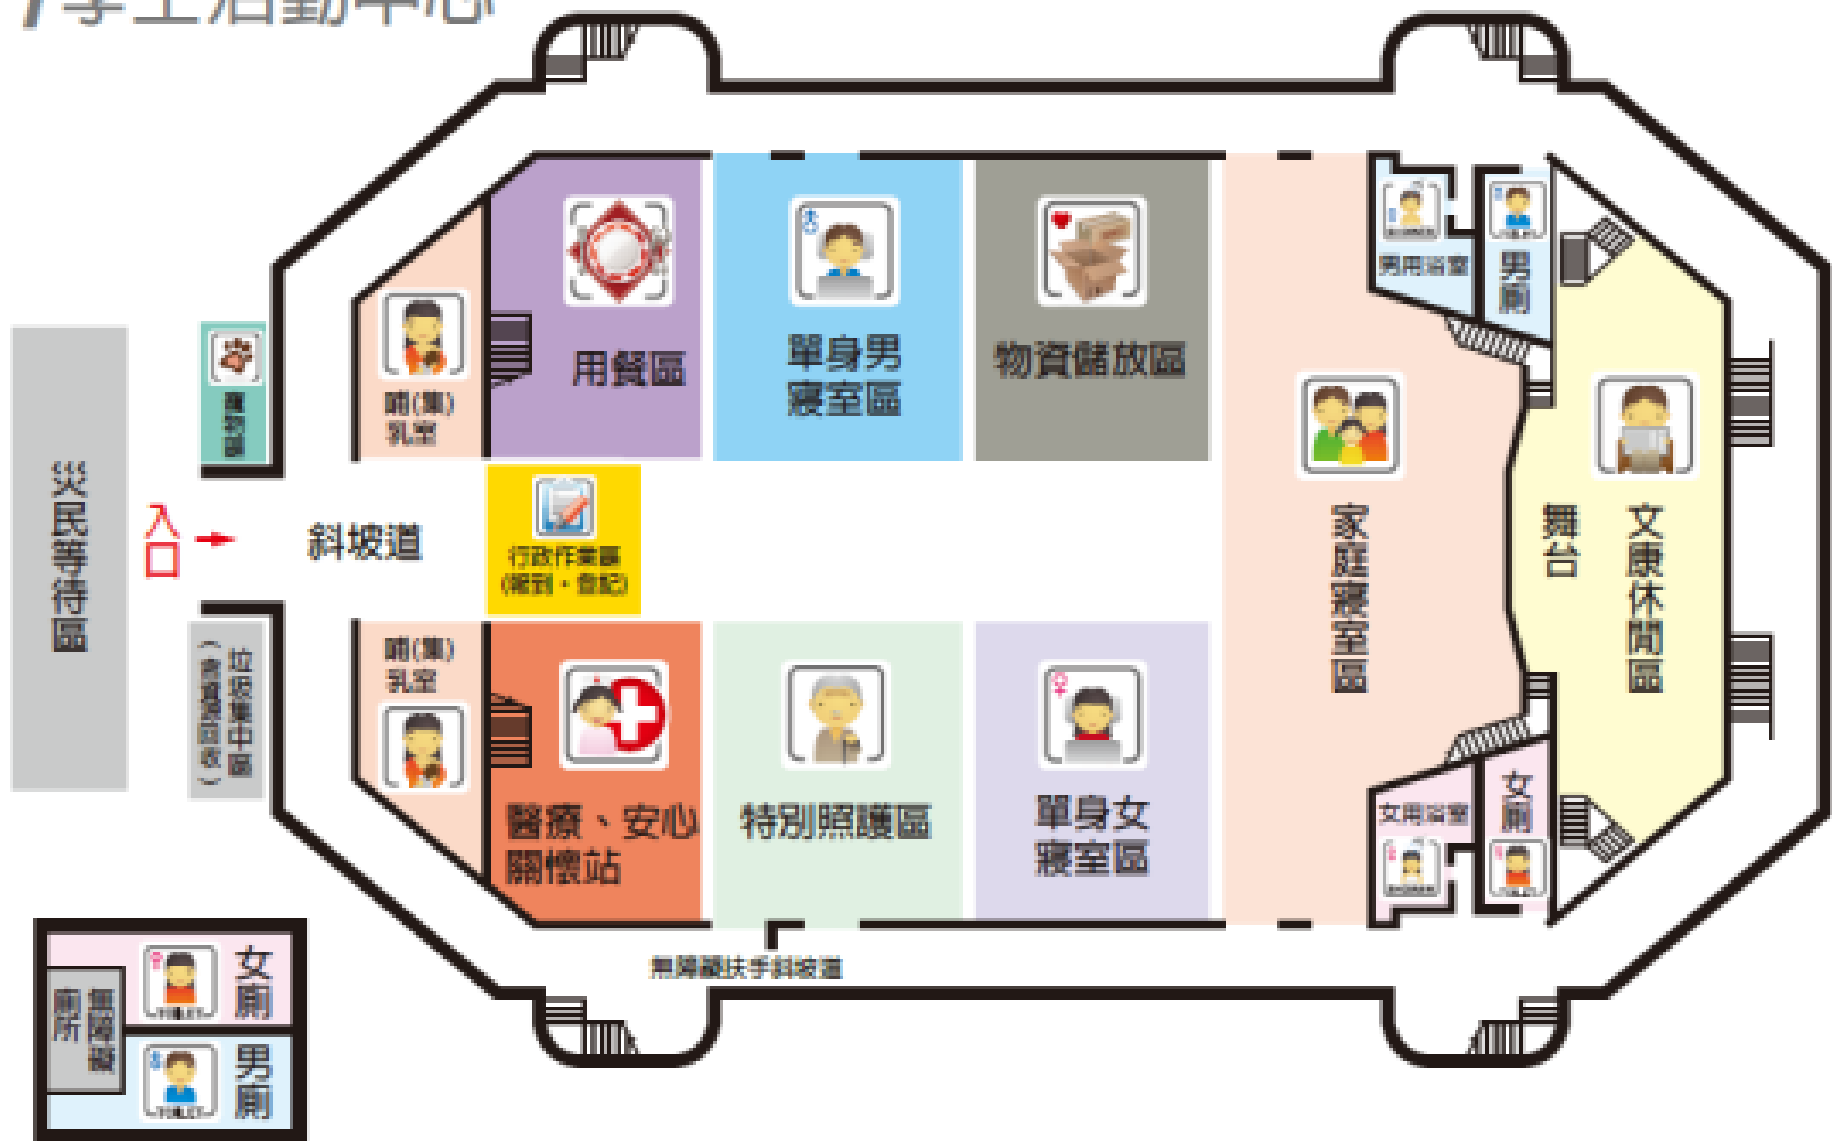 /學生活動中心
用餐區
單身男
寢室區
物資儲放區
男用浴室
男廁
哺(集)
乳室
寵物區
災民等待區
入口
斜坡道
行政作業區
(報到、登記)
家庭寢室區
舞台
文康休閒區
垃圾集中區
(資源回收)
哺(集)
乳室
醫療、安心
關懷站
特別照護區
單身女
寢室區
女用浴室
女廁
無障礙扶手斜坡道
女廁
TOILET
無障礙
廁所
男廁
TOILET